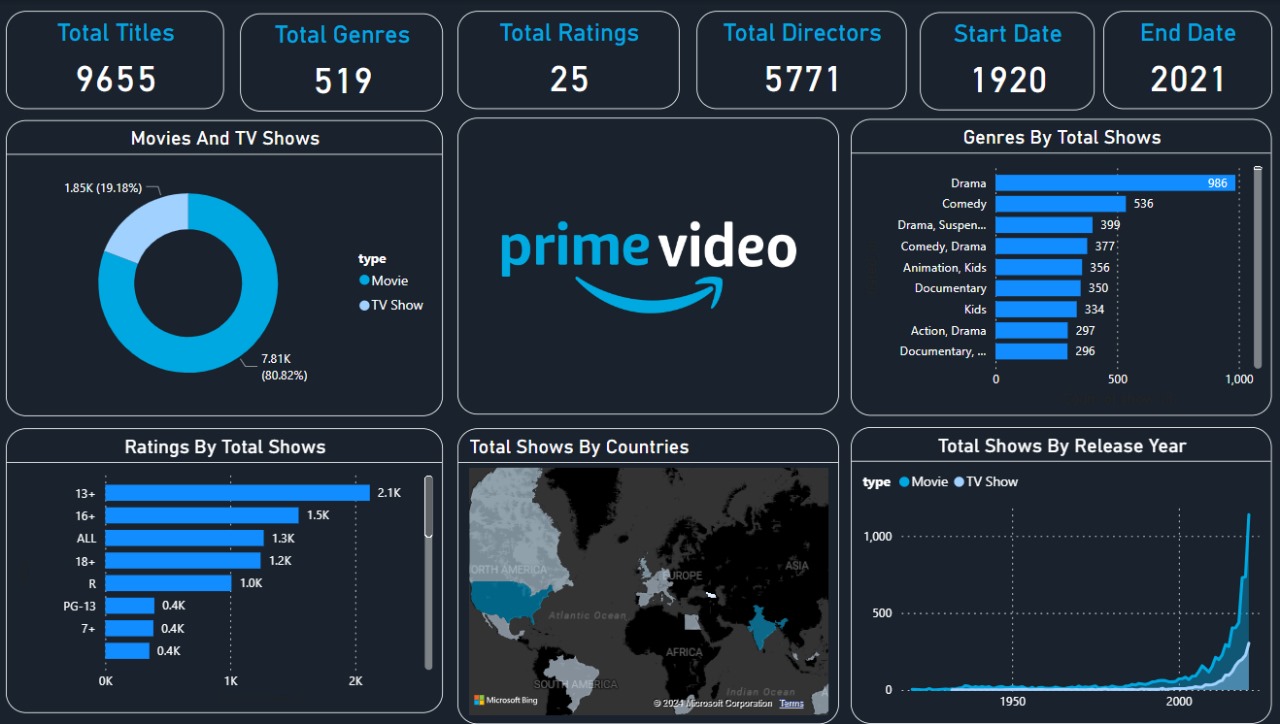 Total Titles
9655
Total Genres
519
Total Ratings
25
Total Directors
5771
Start Date
1920
End Date
2021
Movies And TV Shows
1.85K (19.18%)
7.81K
(80.82%)
type
Movie
TV Show
prime video
Genres By Total Shows
Drama 986
Comedy 536
Drama, Suspen... 399
Comedy, Drama 377
Animation, Kids 356
Documentary 350
Kids 334
Action, Drama 297
Documentary, ... 296
0 500 1,000
Ratings By Total Shows
13+ 2.1K
16+ 1.5K
ALL 1.3K
18+ 1.2K
R 1.0K
PG-13 0.4K
7+ 0.4K
0.4K
0K 1K 2K
Total Shows By Countries
ORTH AMERICA
EUROPE
ASIA
Atlantic Ocean
AFRICA
SOUTH AMERICA
Indian Ocean
Microsoft Bing
© 2024 Microsoft Corporation Terms
Total Shows By Release Year
type Movie TV Show
1,000
500
0
1950 2000